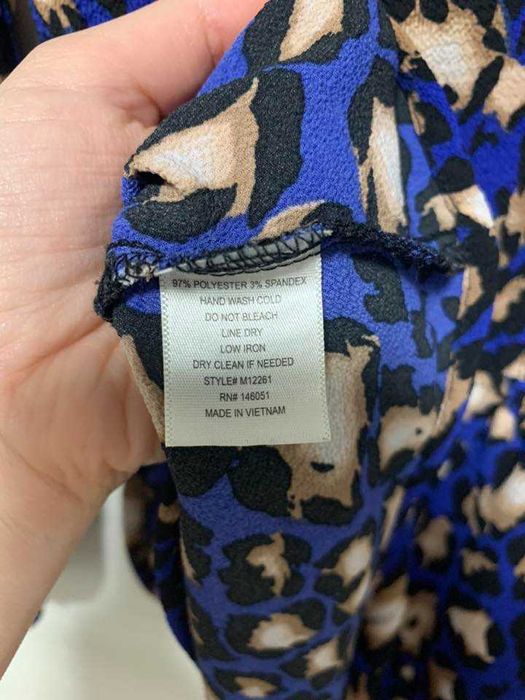 97% POLYESTER 3% SPANDEX
HAND WASH COLD
DO NOT BLEACH
LINE DRY
LOW IRON
DRY CLEAN IF NEEDED
STYLE# M12261
RN# 146051
MADE IN VIETNAM